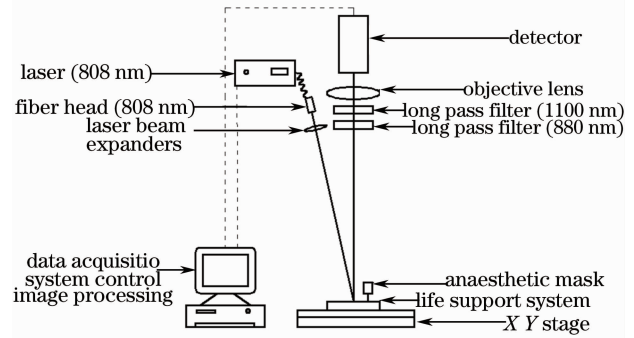 detector
laser (808 nm)
objective lens
fiber head (808 nm)
long pass filter (1100 nm)
laser beam
expanders
long pass filter (880 nm)
data acquisitio
system control
image processing
anaesthetic mask
life support system
X Y stage